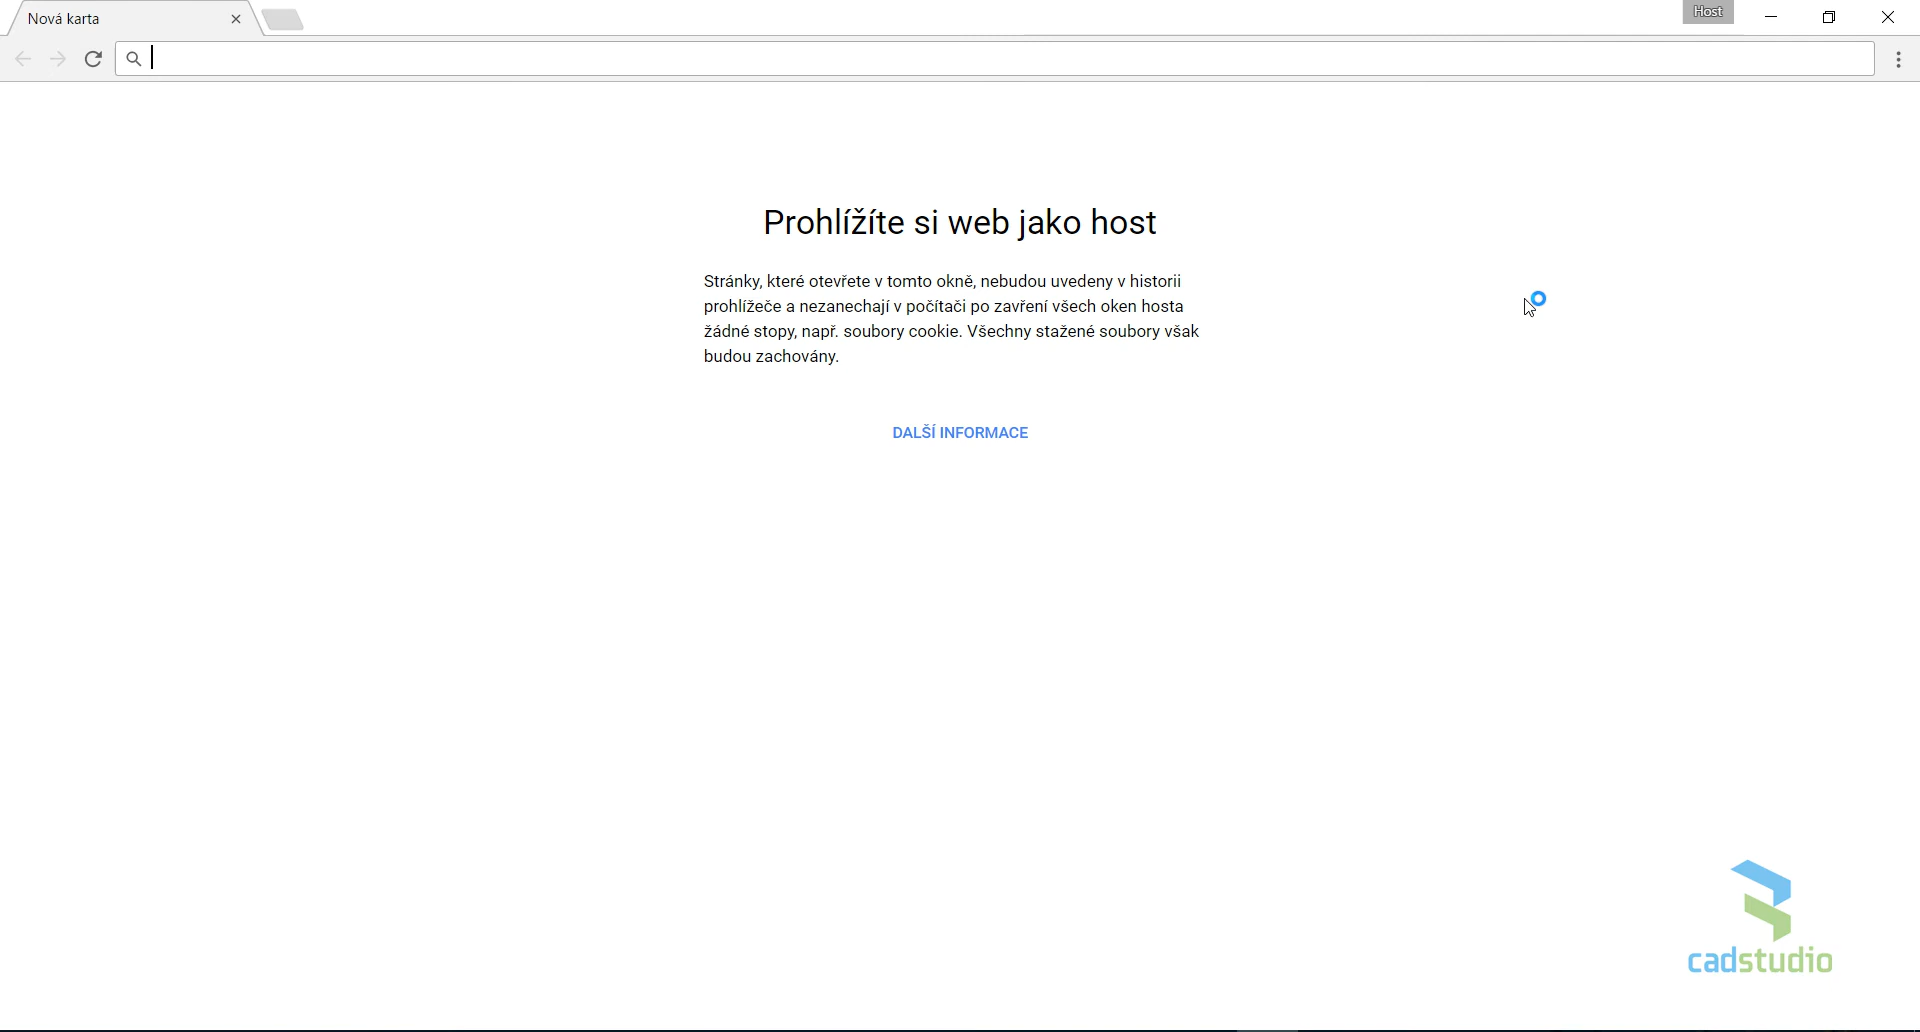 Nová karta
Host
Prohlížíte si web jako host
Stránky, které otevřete v tomto okně, nebudou uvedeny v historii
prohlížeče a nezanechají v počítači po zavření všech oken hosta
žádné stopy, např. soubory cookie. Všechny stažené soubory však
budou zachovány.
DALŠÍ INFORMACE
cadstudio